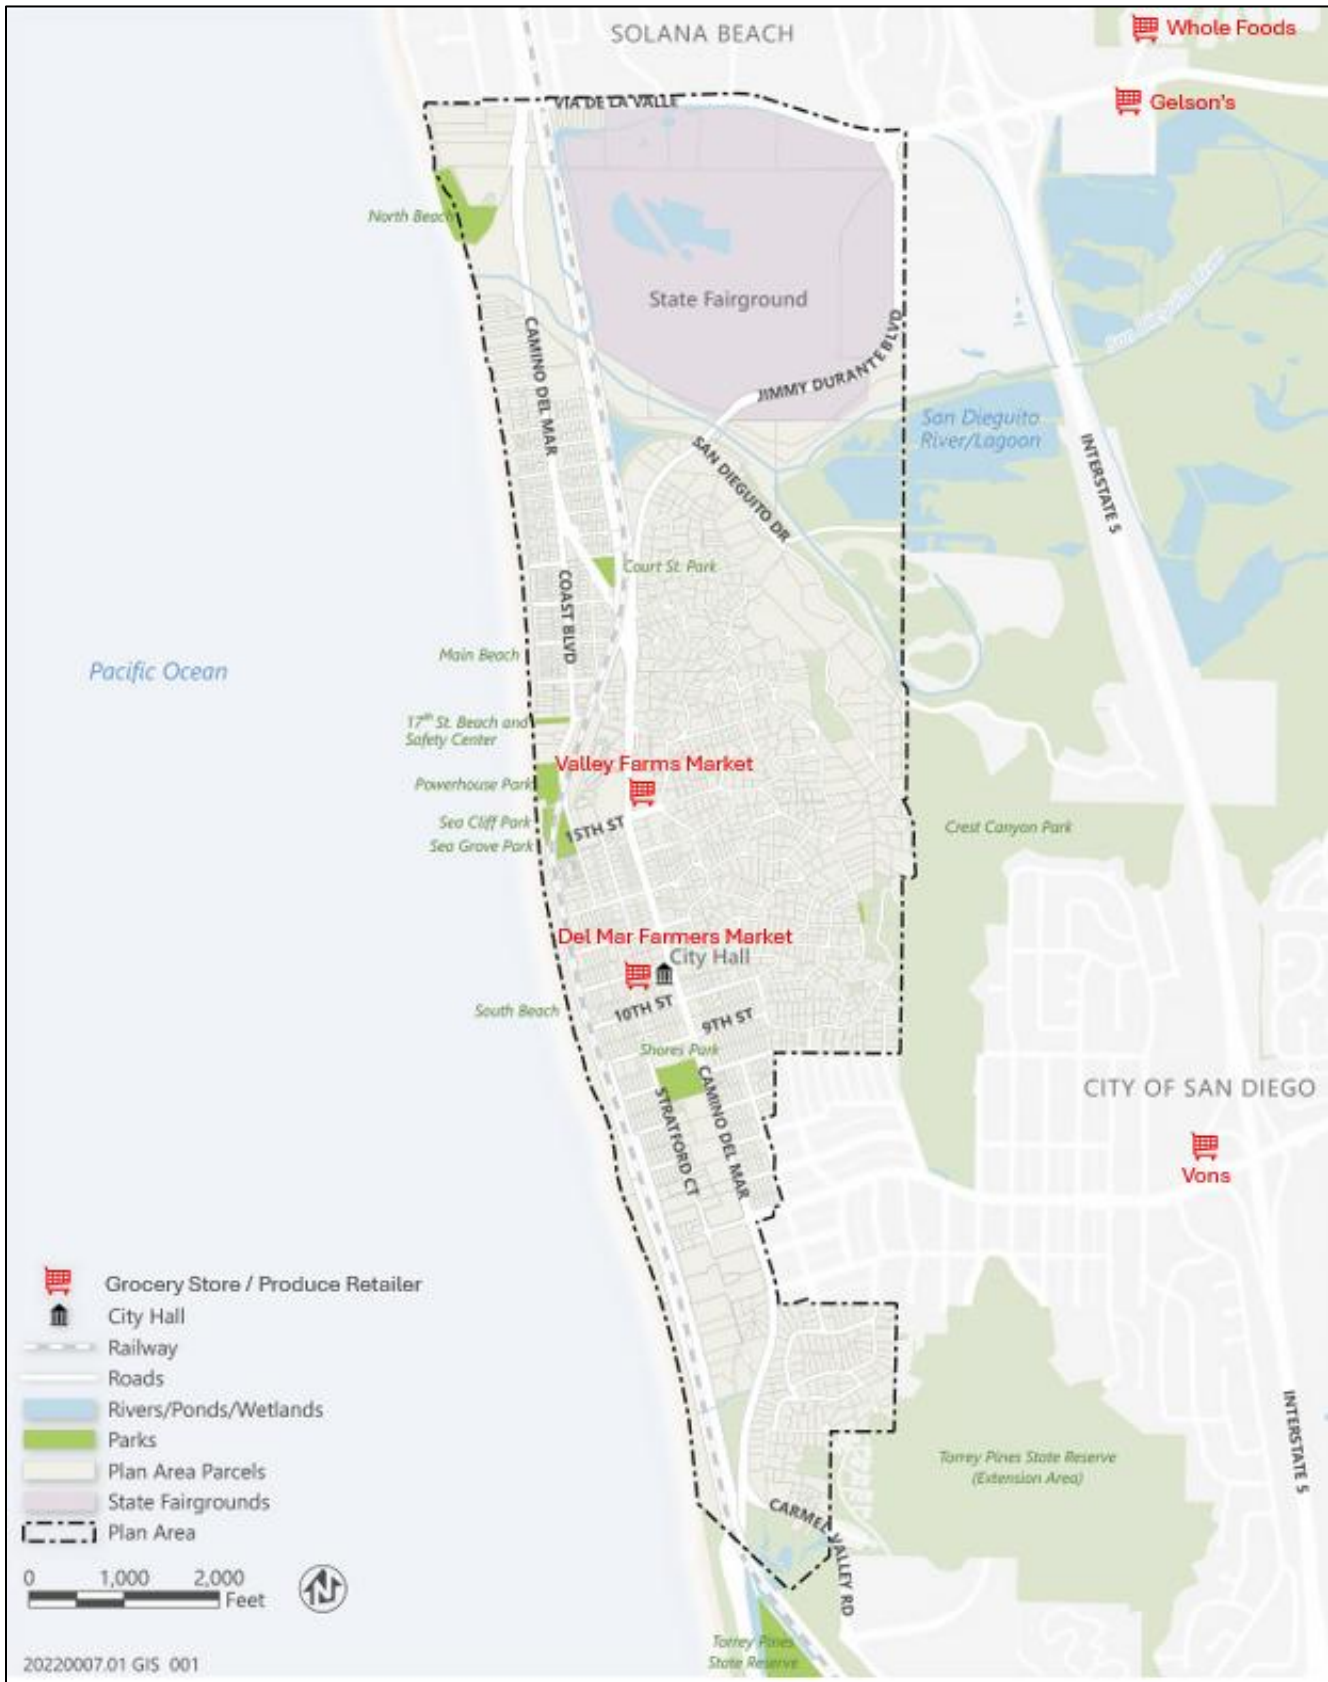 SOLANA BEACH
Whole Foods
Gelson's
VIA DE LA VALLE
North Beach
State Fairground
San Dieguito River
CAMINO DEL MAR
JIMMY DURANTE BLVD
San Dieguito
River/Lagoon
SAN DIEGUITO DR
INTERSTATE 5
Court St. Park
COAST BLVD
Main Beach
Pacific Ocean
17th St. Beach and
Safety Center
Valley Farms Market
Powerhouse Park
Sea Cliff Park
15TH ST
Crest Canyon Park
Sea Grove Park
Del Mar Farmers Market
City Hall
South Beach
10TH ST
9TH ST
Shores Park
CITY OF SAN DIEGO
STRATFORD CT
CAMINO DEL MAR
Vons
Grocery Store / Produce Retailer
City Hall
Railway
Roads
Rivers/Ponds/Wetlands
Parks
Plan Area Parcels
State Fairgrounds
Plan Area
INTERSTATE 5
Torrey Pines State Reserve
(Extension Area)
CARMEL VALLEY RD
0 1,000 2,000
Feet
N
Torrey Pines
State Reserve
20220007.01 GIS 001